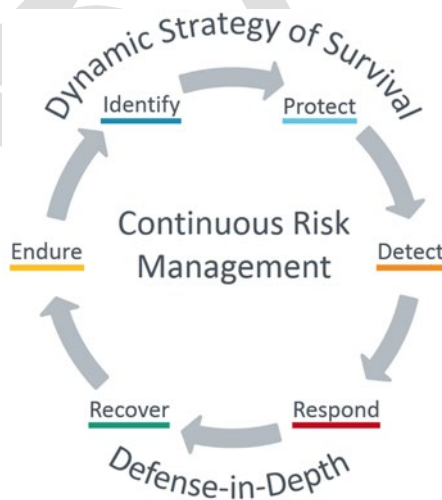 Dynamic Strategy of Survival
Identify
Protect
Continuous Risk
Management
Endure
Detect
Recover
Respond
Defense-in-Depth